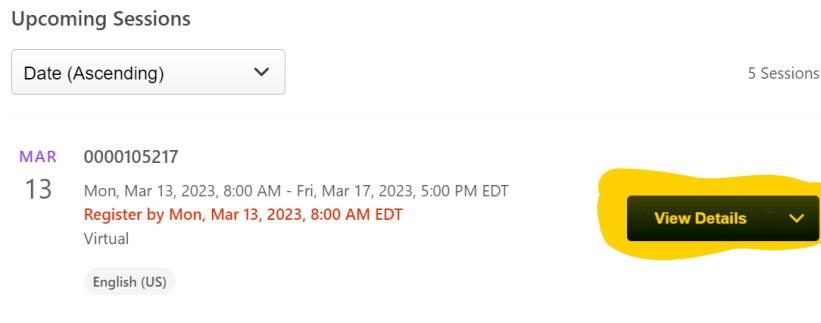 Upcoming Sessions
Date (Ascending)
5 Sessions
MAR
13
0000105217
Mon, Mar 13, 2023, 8:00 AM - Fri, Mar 17, 2023, 5:00 PM EDT
Register by Mon, Mar 13, 2023, 8:00 AM EDT
Virtual
English (US)
View Details